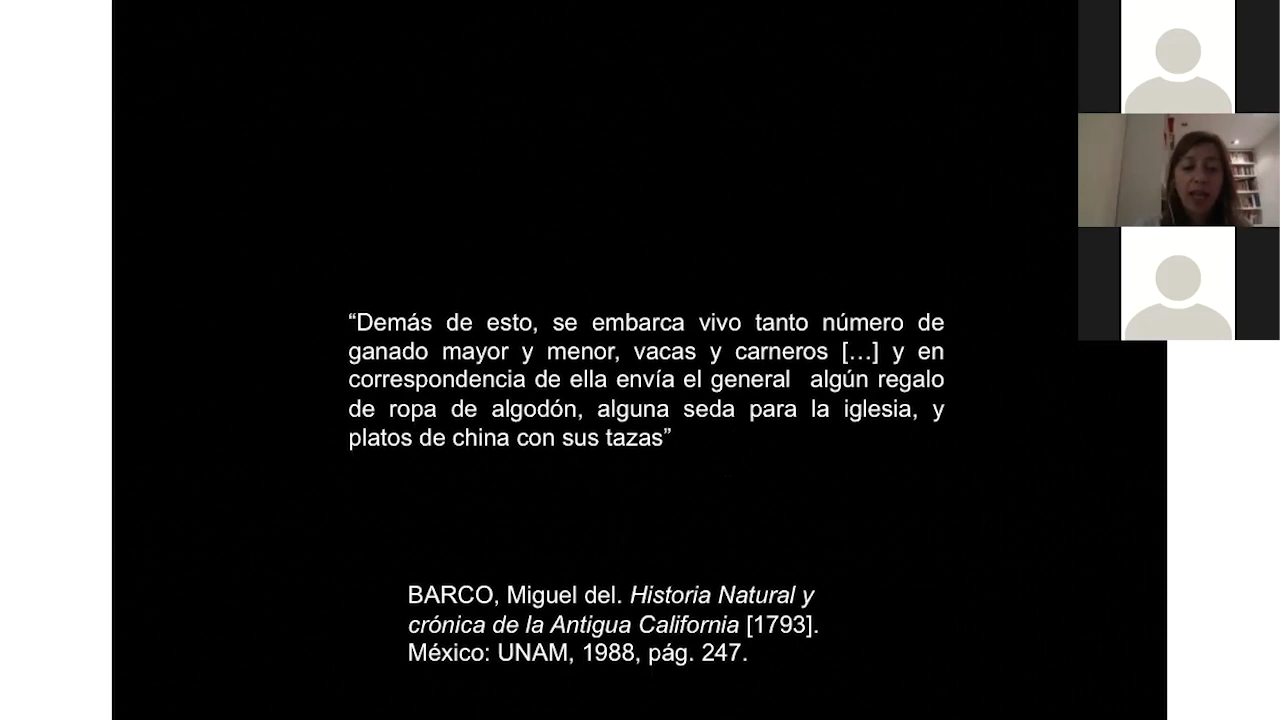 “Demás de esto, se embarca vivo tanto número de
ganado mayor y menor, vacas y carneros […] y en
correspondencia de ella envía el general  algún regalo
de ropa de algodón, alguna seda para la iglesia, y
platos de china con sus tazas”
BARCO, Miguel del. Historia Natural y
crónica de la Antigua California [1793].
México: UNAM, 1988, pág. 247.